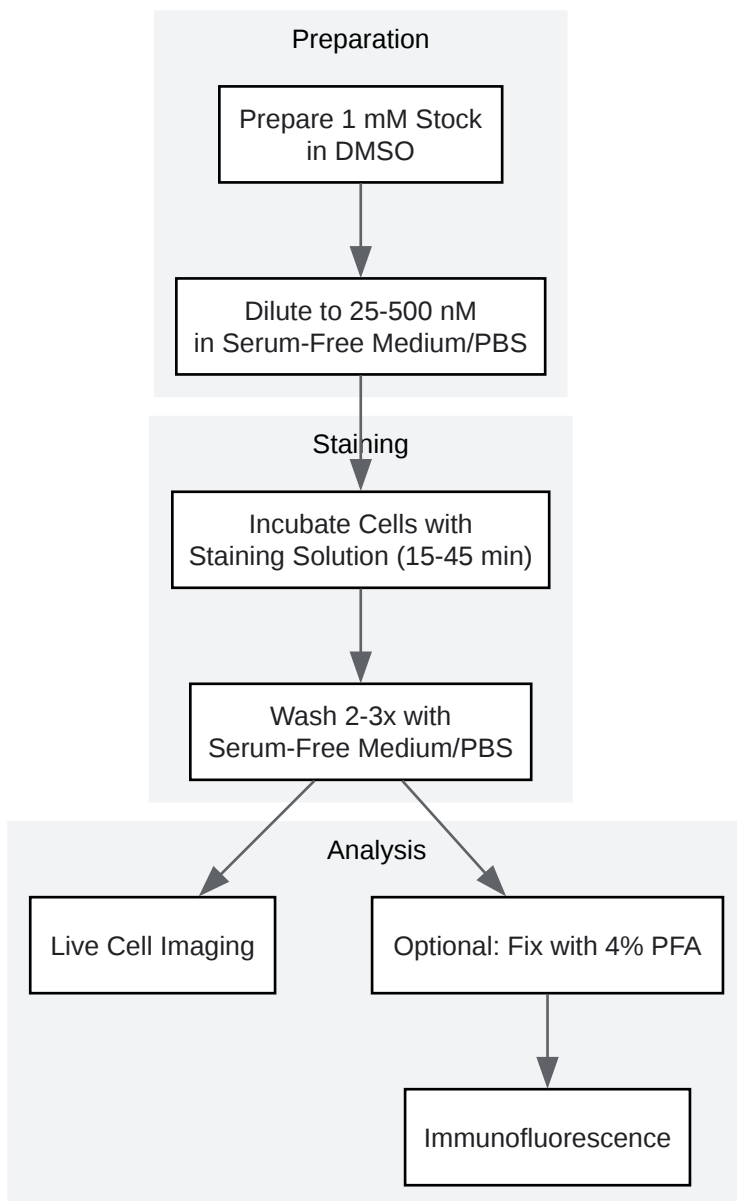 Preparation
Prepare 1 mM Stock
in DMSO
Dilute to 25-500 nM
in Serum-Free Medium/PBS
Staining
Incubate Cells with
Staining Solution (15-45 min)
Wash 2-3x with
Serum-Free Medium/PBS
Analysis
Live Cell Imaging
Optional: Fix with 4% PFA
Immunofluorescence